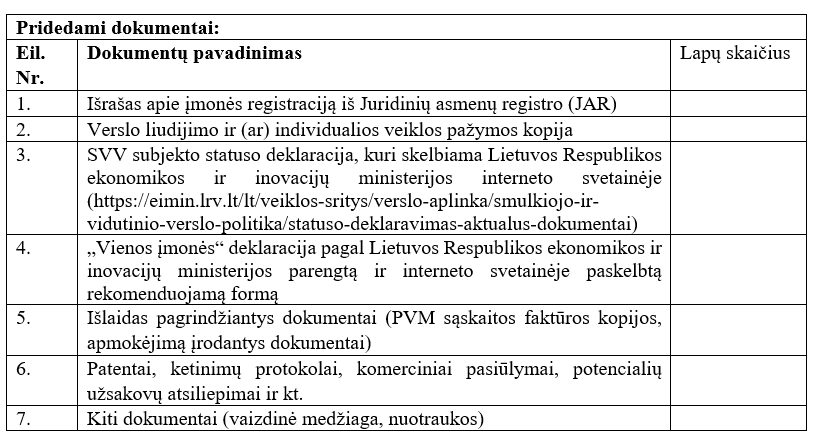 Pridedami dokumentai:
Eil. Nr.
Dokumentų pavadinimas
Lapų skaičius
1. Išrašas apie įmonės registraciją iš Juridinių asmenų registro (JAR)
2. Verslo liudijimo ir (ar) individualios veiklos pažymos kopija
3. SVV subjekto statuso deklaracija, kuri skelbiama Lietuvos Respublikos
ekonomikos ir inovacijų ministerijos interneto svetainėje
(https://eimin.lrv.lt/lt/veiklos-sritys/verslo-aplinka/smulkiojo-ir-
vidutinio-verslo-politika/statuso-deklaravimas-aktualus-dokumentai)
4. „Vienos įmonės“ deklaracija pagal Lietuvos Respublikos ekonomikos ir
inovacijų ministerijos parengtą ir interneto svetainėje paskelbtą
rekomenduojamą formą
5. Išlaidas pagrindžiantys dokumentai (PVM sąskaitos faktūros kopijos,
apmokėjimą įrodantys dokumentai)
6. Patentai, ketinimų protokolai, komerciniai pasiūlymai, potencialių
užsakovų atsiliepimai ir kt.
7. Kiti dokumentai (vaizdinė medžiaga, nuotraukos)